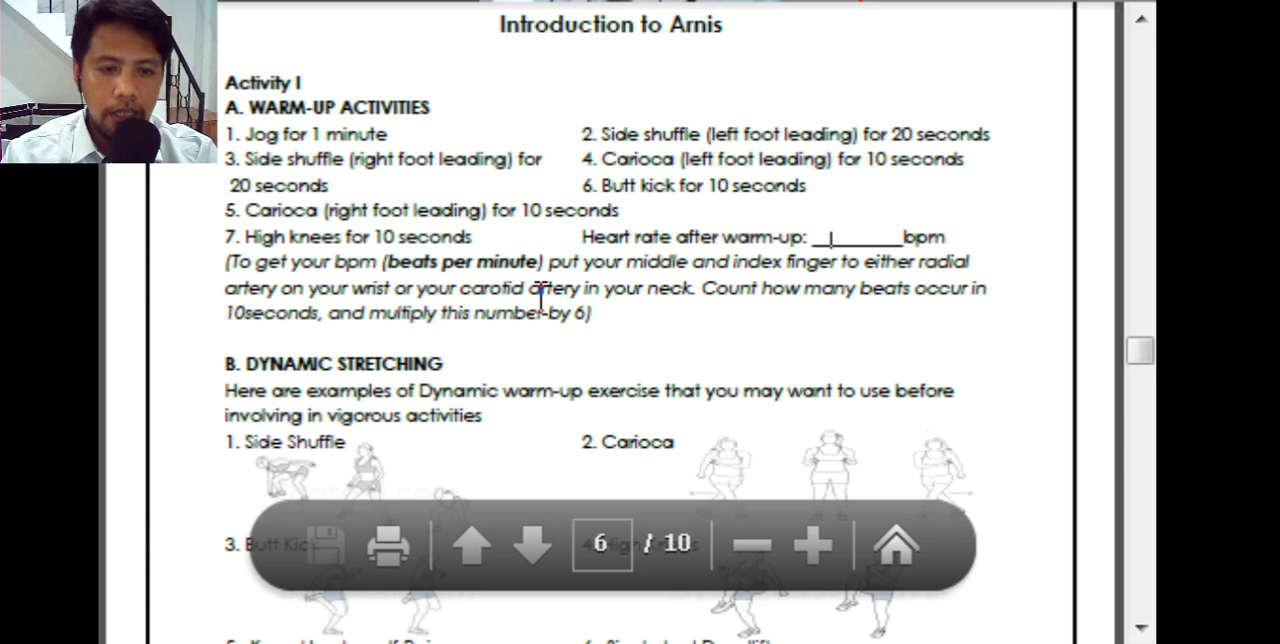 Introduction to Arnis
Activity I
A. WARM-UP ACTIVITIES
1. Jog for 1 minute
2. Side shuffle (left foot leading) for 20 seconds
3. Side shuffle (right foot leading) for
20 seconds
4. Carioca (left foot leading) for 10 seconds
6. Butt kick for 10 seconds
5. Carioca (right foot leading) for 10 seconds
7. High knees for 10 seconds
Heart rate after warm-up: ________bpm
(To get your bpm (beats per minute) put your middle and index finger to either radial
artery on your wrist or your carotid artery in your neck. Count how many beats occur in
10seconds, and multiply this number by 6)
B. DYNAMIC STRETCHING
Here are examples of Dynamic warm-up exercise that you may want to use before
involving in vigorous activities
1. Side Shuffle
2. Carioca
3. Butt Kick
6 / 10